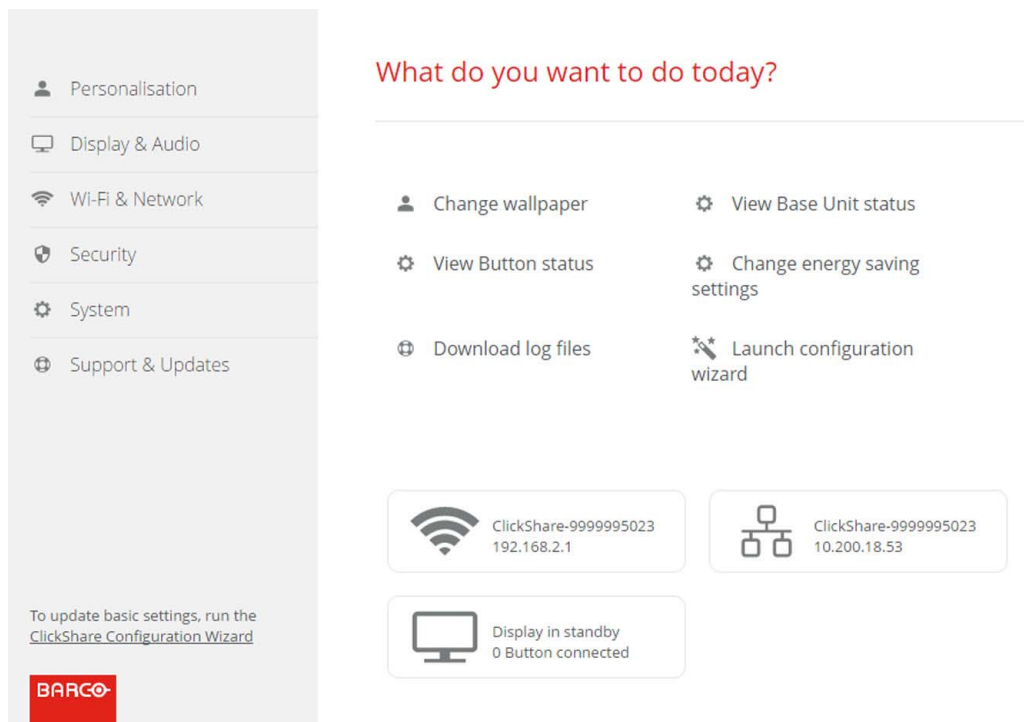 Personalisation
Display & Audio
Wi-Fi & Network
Security
System
Support & Updates
To update basic settings, run the
ClickShare Configuration Wizard
BARCO
What do you want to do today?
Change wallpaper
View Base Unit status
View Button status
Change energy saving
settings
Download log files
Launch configuration
wizard
ClickShare-9999995023
192.168.2.1
ClickShare-9999995023
10.200.18.53
Display in standby
0 Button connected